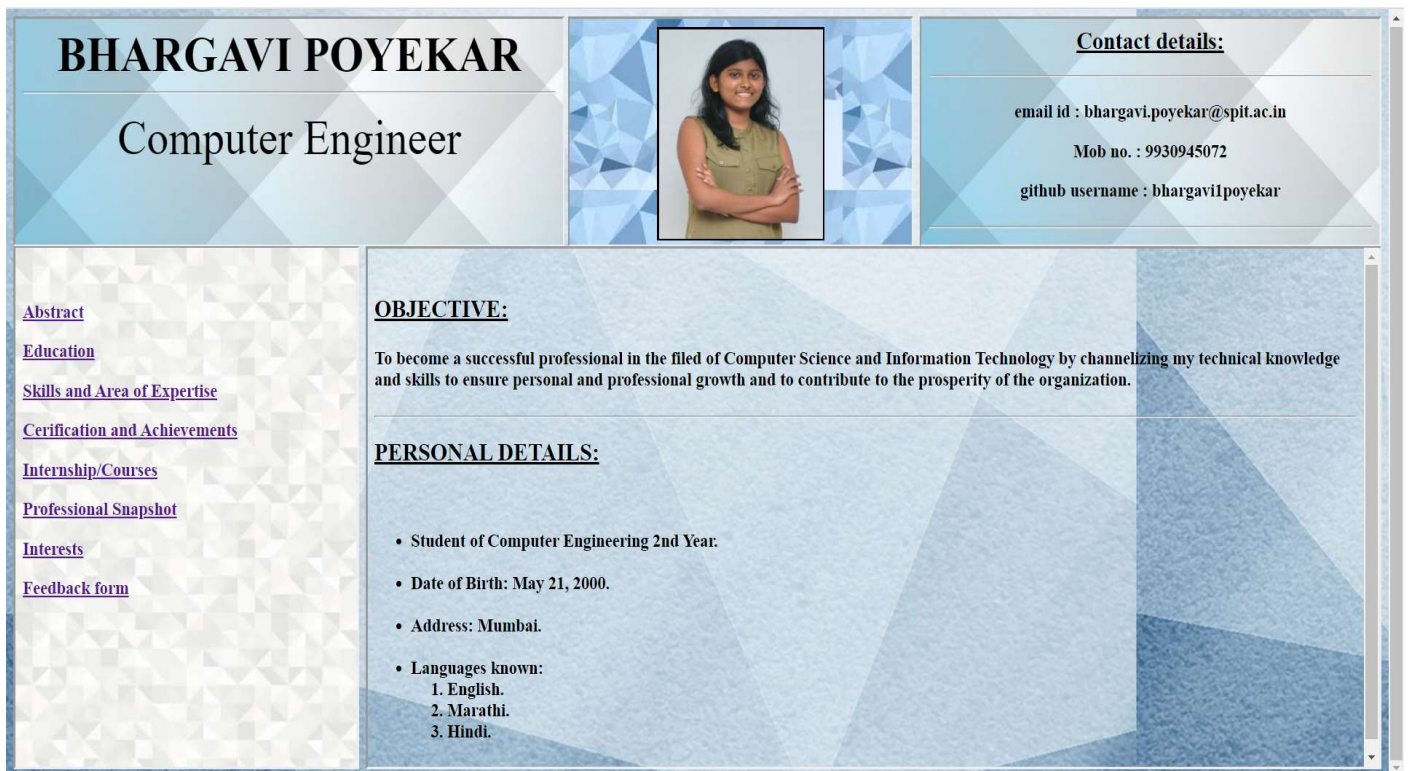 BHARGAVI POYEKAR
Computer Engineer
Contact details:
email id : bhargavi.poyekar@spit.ac.in
Mob no. : 9930945072
github username : bhargavi1poyekar
Abstract
Education
Skills and Area of Expertise
Cerification and Achievements
Internship/Courses
Professional Snapshot
Interests
Feedback form
OBJECTIVE:
To become a successful professional in the filed of Computer Science and Information Technology by channelizing my technical knowledge
and skills to ensure personal and professional growth and to contribute to the prosperity of the organization.
PERSONAL DETAILS:
• Student of Computer Engineering 2nd Year.
• Date of Birth: May 21, 2000.
• Address: Mumbai.
• Languages known:
1. English.
2. Marathi.
3. Hindi.